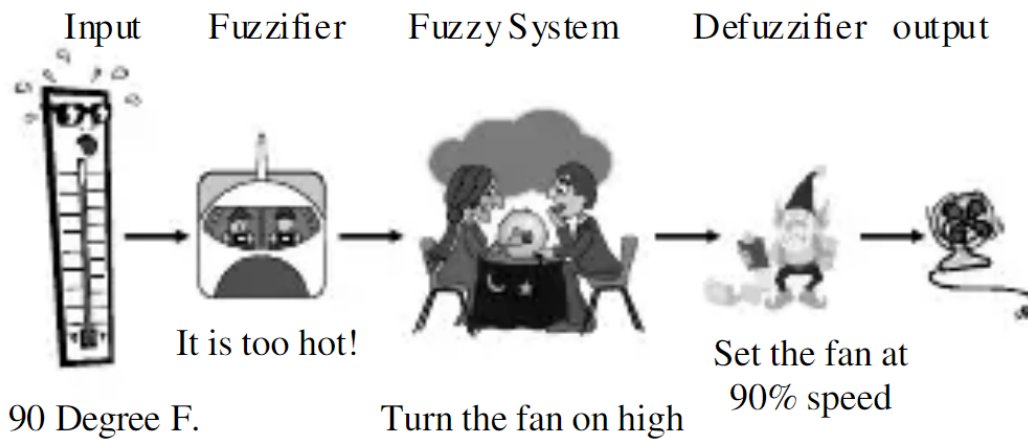 Input Fuzzifier Fuzzy System Defuzzifier output
It is too hot!
Set the fan at
90% speed
90 Degree F.
Turn the fan on high